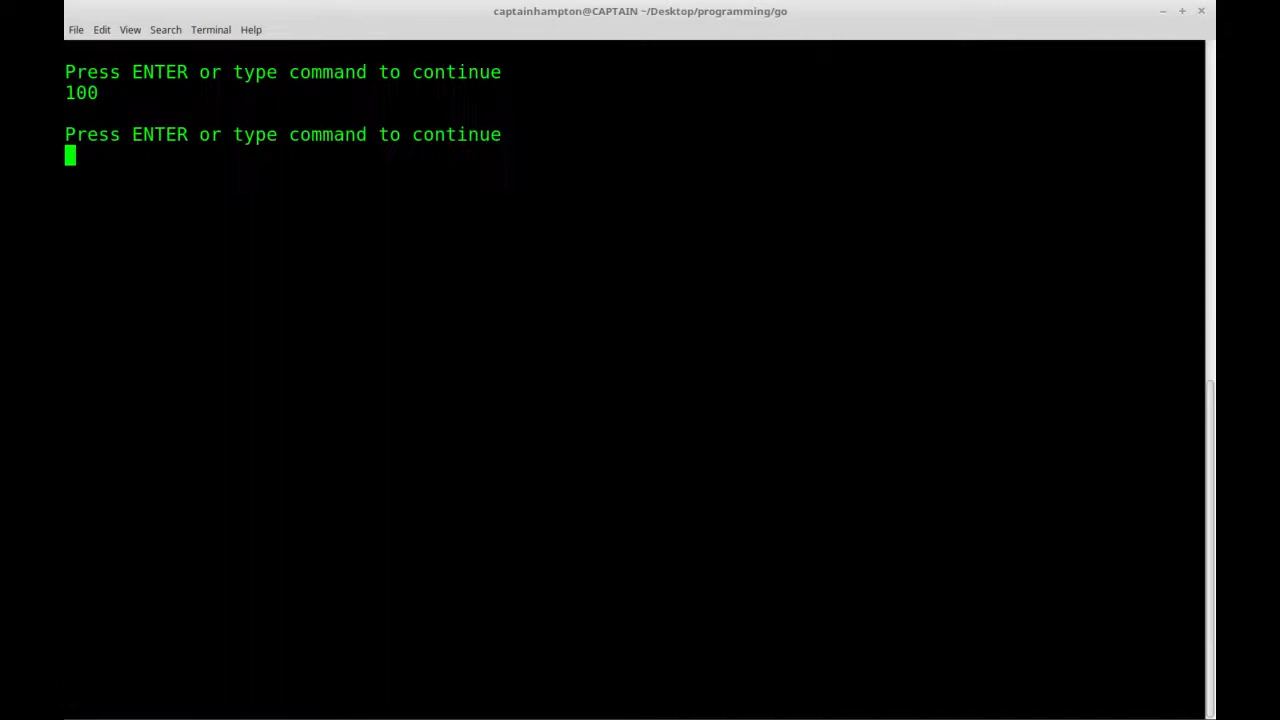 captainhampton@CAPTAIN ~/Desktop/programming/go
File Edit View Search Terminal Help
Press ENTER or type command to continue
100
Press ENTER or type command to continue